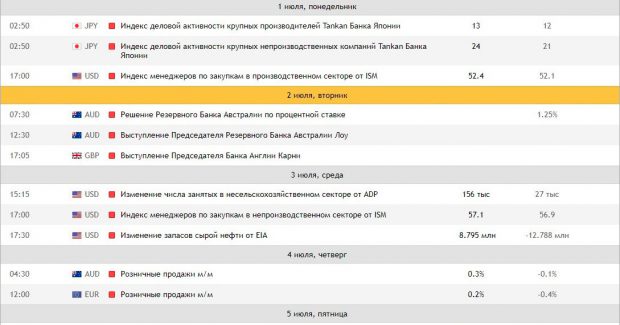 1 июля, понедельник
02:50 JPY Индекс деловой активности крупных производителей Tankan Банка Японии 13 12
02:50 JPY Индекс деловой активности крупных непроизводственных компаний Tankan Банка 24 21
Японии
17:00 USD Индекс менеджеров по закупкам в производственном секторе от ISM 52.4 52.1
2 июля, вторник
07:30 AUD Решение Резервного Банка Австралии по процентной ставке 1.25%
12:30 AUD Выступление Председателя Резервного Банка Австралии Лоу
17:05 GBP Выступление Председателя Банка Англии Карни
3 июля, среда
15:15 USD Изменение числа занятых в несельскохозяйственном секторе от ADP 156 тыс 27 тыс
17:00 USD Индекс менеджеров по закупкам в непроизводственном секторе от ISM 57.1 56.9
17:30 USD Изменение запасов сырой нефти от EIA 8.795 млн -12.788 млн
4 июля, четверг
04:30 AUD Розничные продажи м/м 0.3% -0.1%
12:00 EUR Розничные продажи м/м 0.2% -0.4%
5 июля, пятница